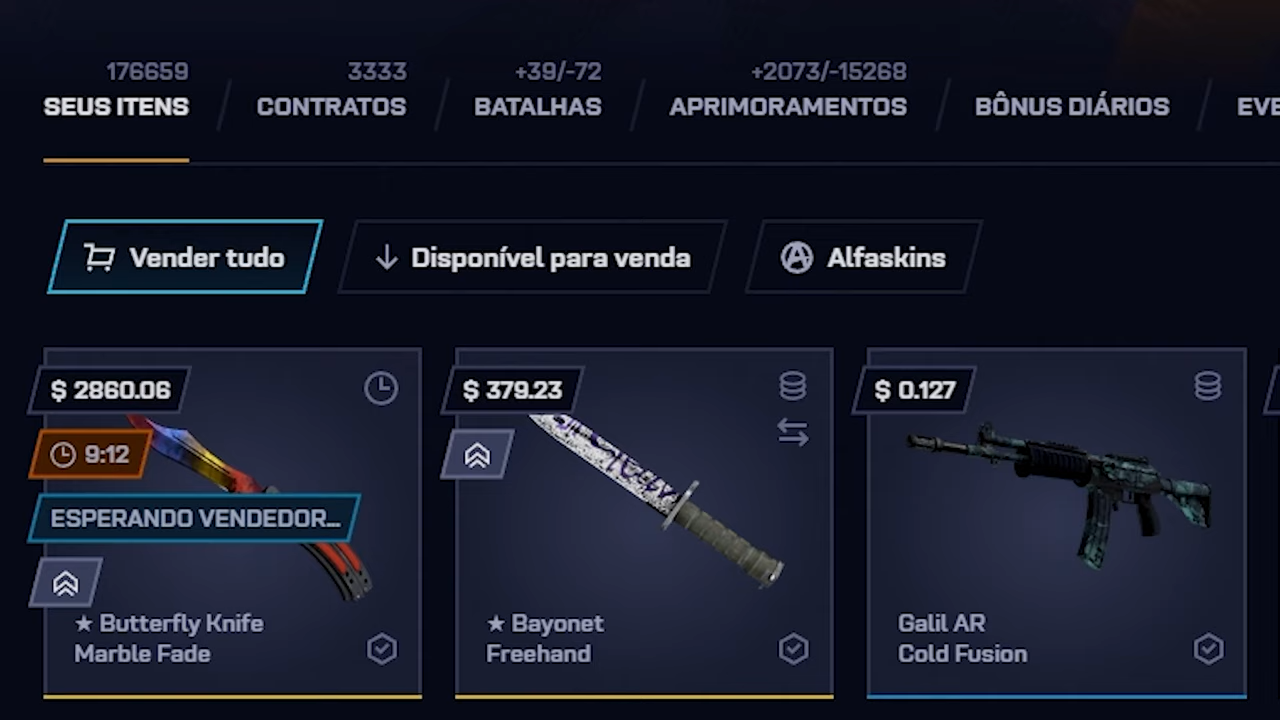 176659
SEUS ITENS
3333
CONTRATOS
+39/-72
BATALHAS
+2073/-15268
APRIMORAMENTOS
BÔNUS DIÁRIOS
EVE
Vender tudo
Disponível para venda
Alfaskins
$ 2860.06
9:12
ESPERANDO VENDEDOR...
★ Butterfly Knife
Marble Fade
$ 379.23
★ Bayonet
Freehand
$ 0.127
Galil AR
Cold Fusion